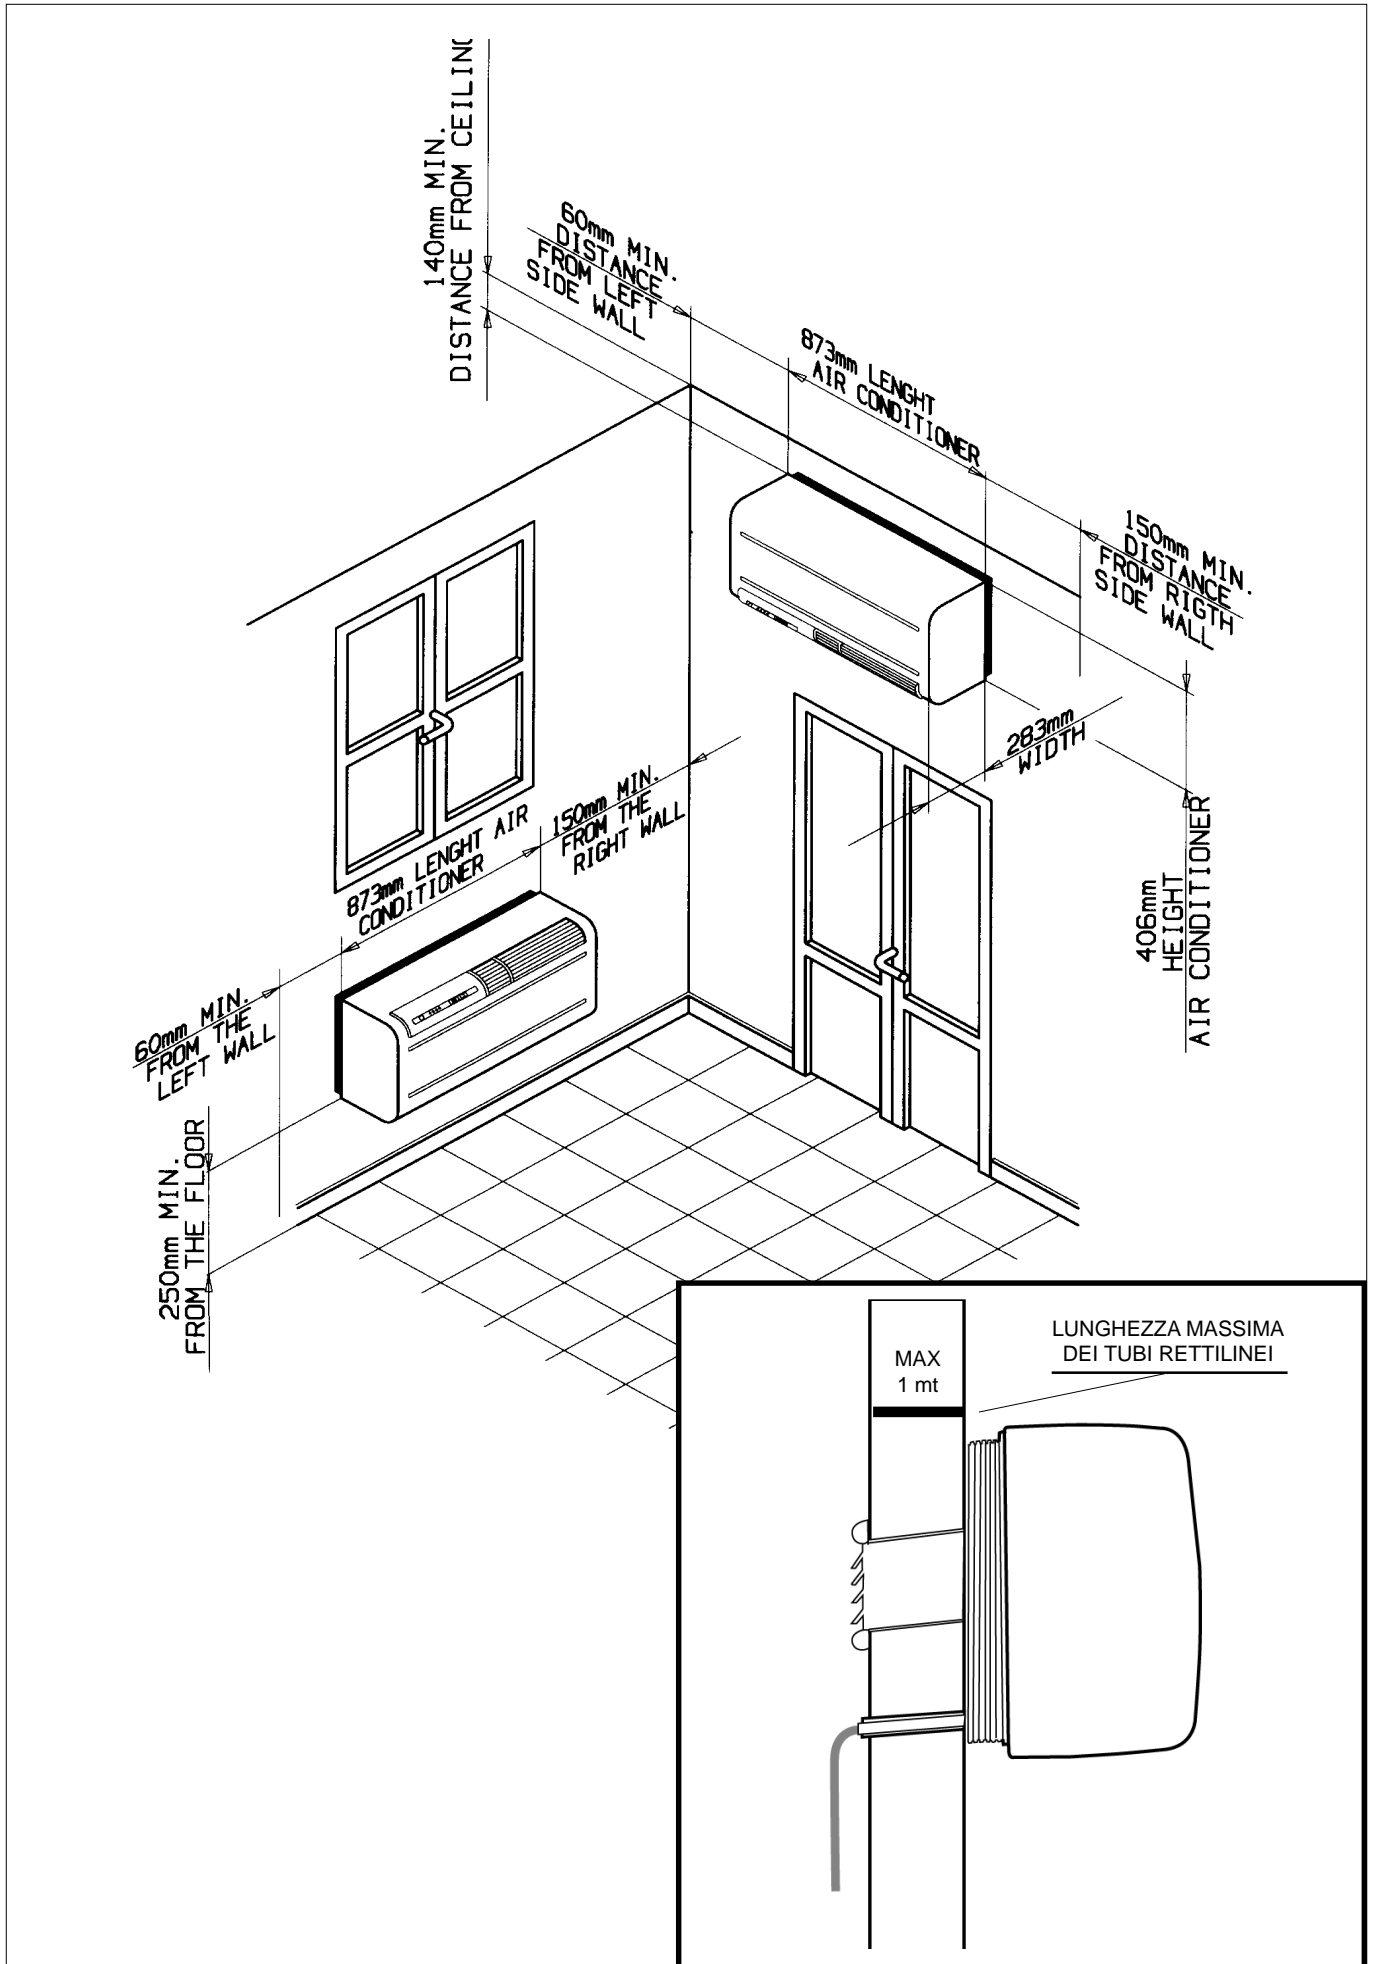 140mm MIN.
DISTANCE FROM CEILING
60mm MIN.
DISTANCE
FROM LEFT
SIDE WALL
873mm LENGHT
AIR CONDITIONER
150mm MIN.
DISTANCE
FROM RIGTH
SIDE WALL
283mm
WIDTH
406mm
HEIGHT
AIR CONDITIONER
873mm LENGHT AIR
CONDITIONER
150mm MIN.
FROM THE
RIGHT WALL
60mm MIN.
FROM THE
LEFT WALL
250mm MIN.
FROM THE FLOOR
MAX
1 mt
LUNGHEZZA MASSIMA
DEI TUBI RETTILINEI